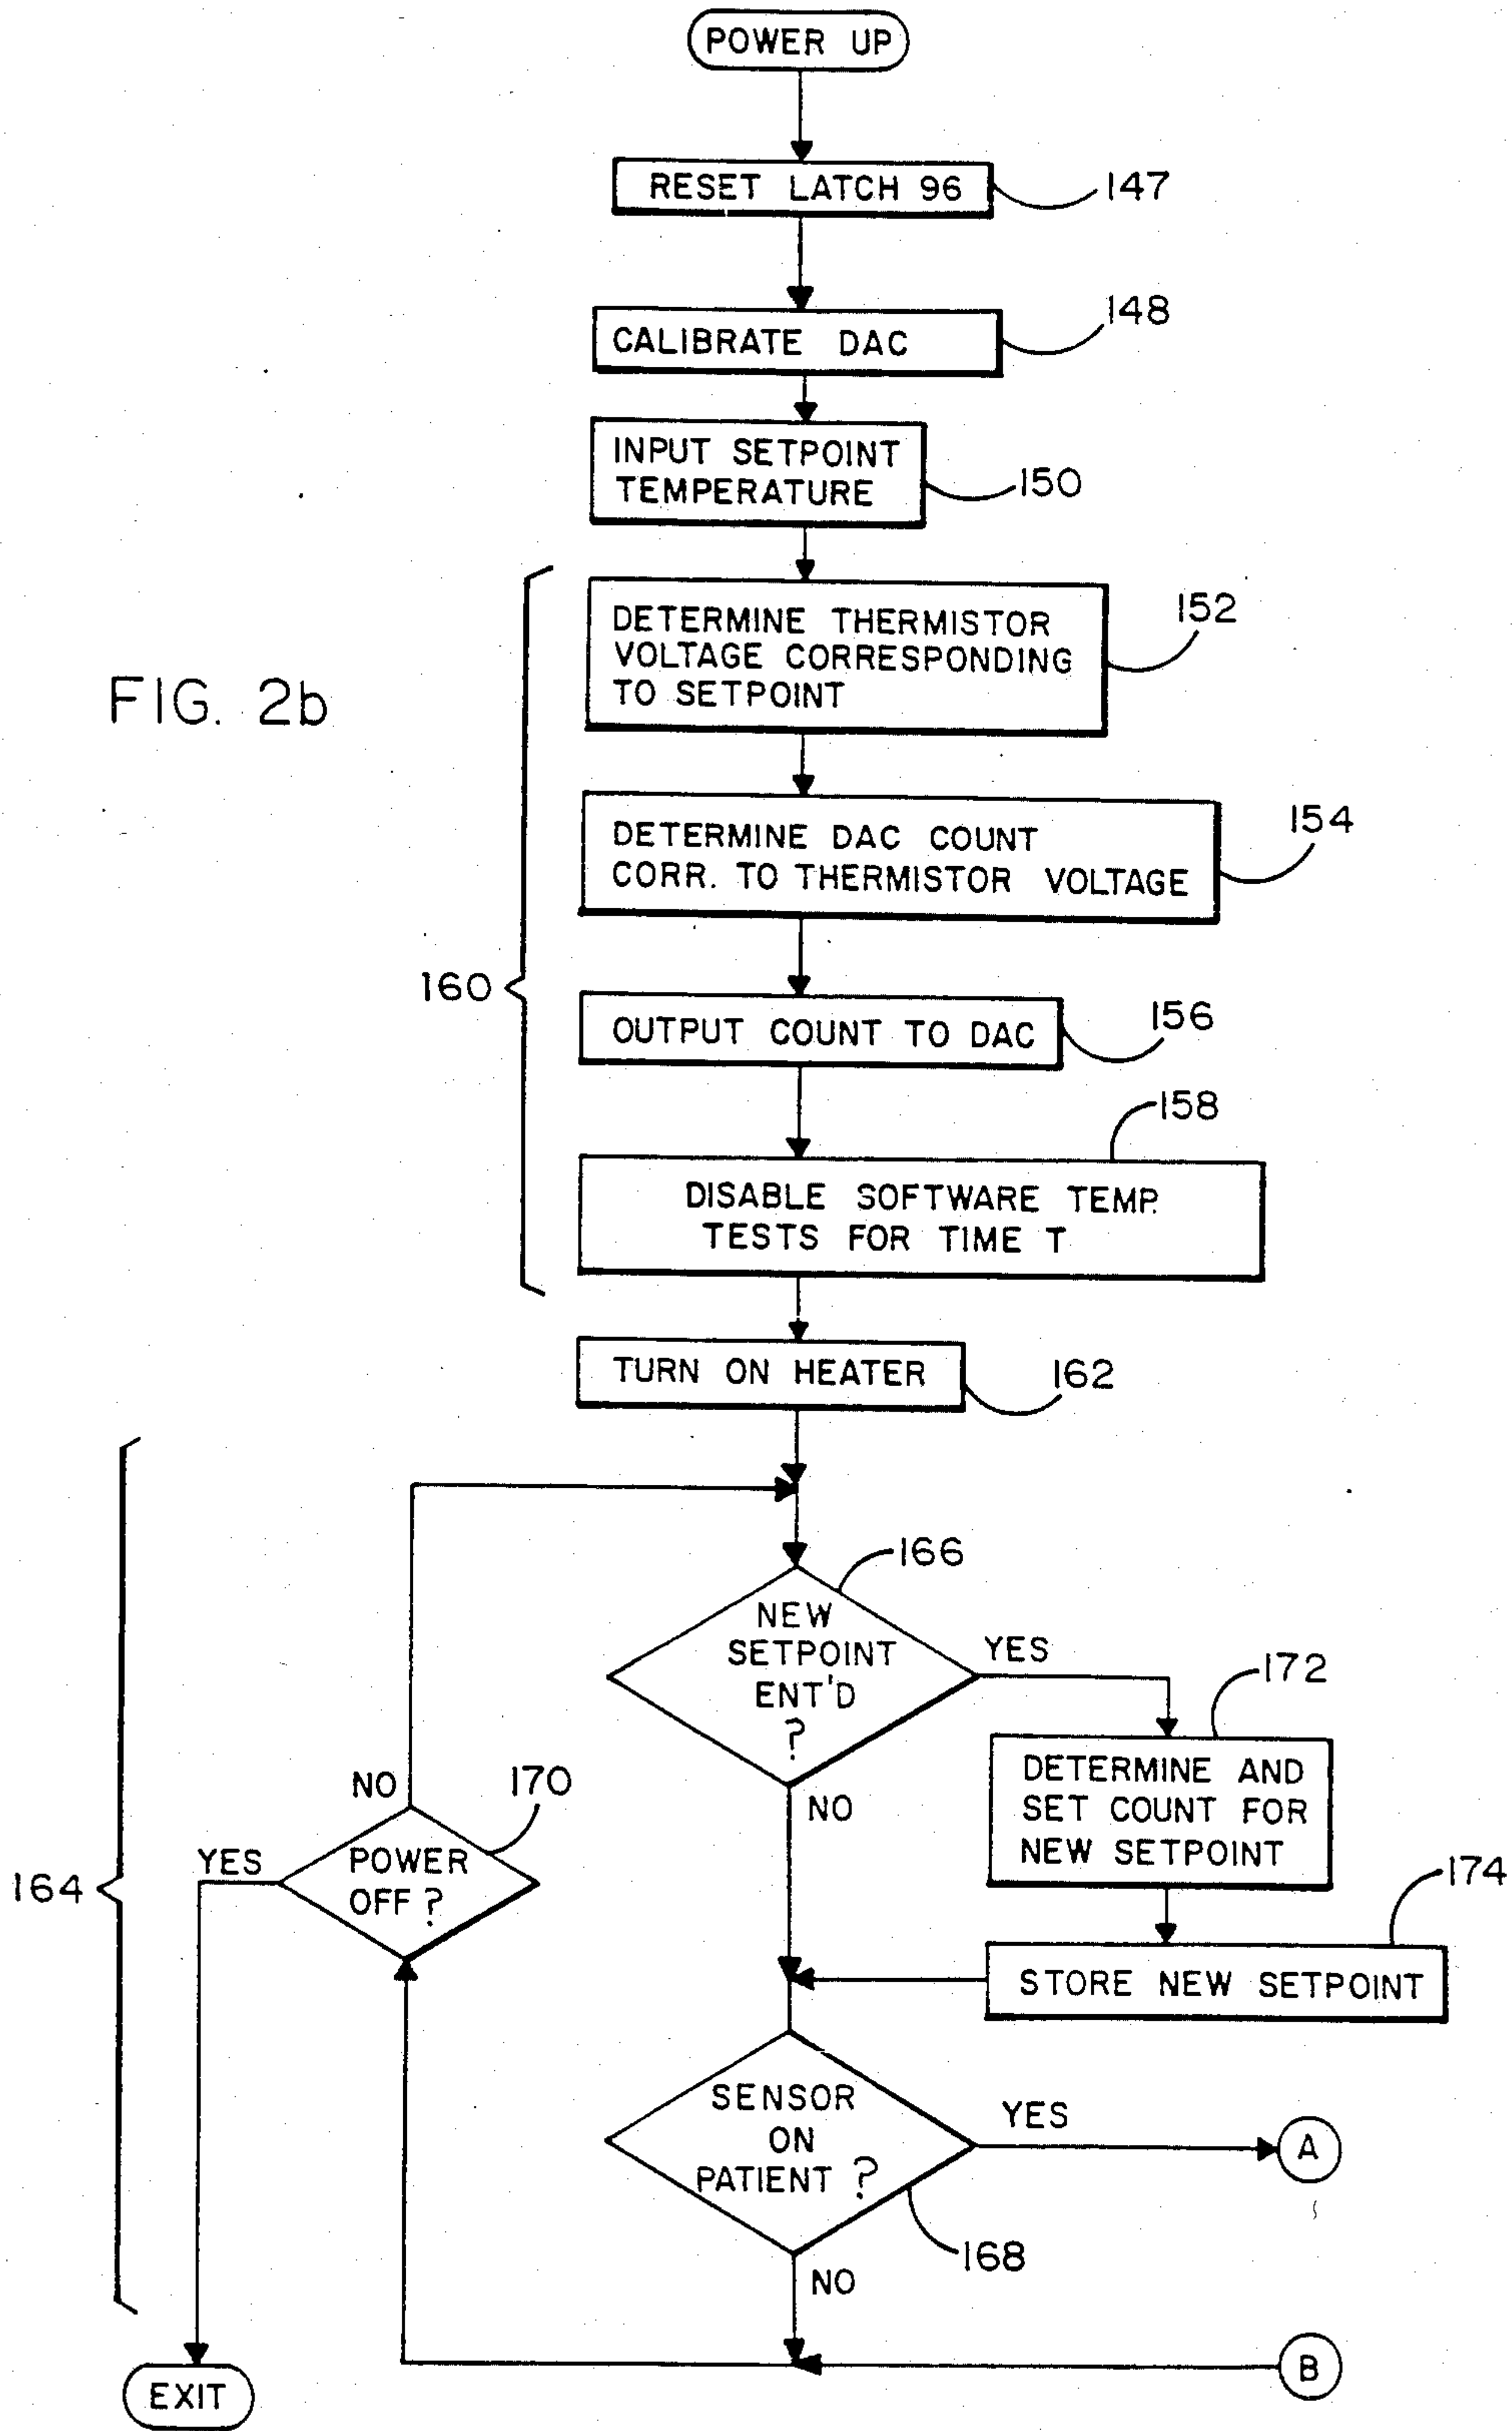 POWER UP
RESET LATCH 96
147
CALIBRATE DAC
148
INPUT SETPOINT
TEMPERATURE
150
DETERMINE THERMISTOR
VOLTAGE CORRESPONDING
TO SETPOINT
152
FIG. 2b
DETERMINE DAC COUNT
CORR. TO THERMISTOR VOLTAGE
154
160
OUTPUT COUNT TO DAC
156
158
DISABLE SOFTWARE TEMP.
TESTS FOR TIME T
TURN ON HEATER
162
166
NEW
SETPOINT
ENT'D
?
YES
NO
172
DETERMINE AND
SET COUNT FOR
NEW SETPOINT
174
STORE NEW SETPOINT
NO
170
YES
POWER
OFF ?
164
SENSOR
ON
PATIENT ?
YES
A
168
NO
B
EXIT